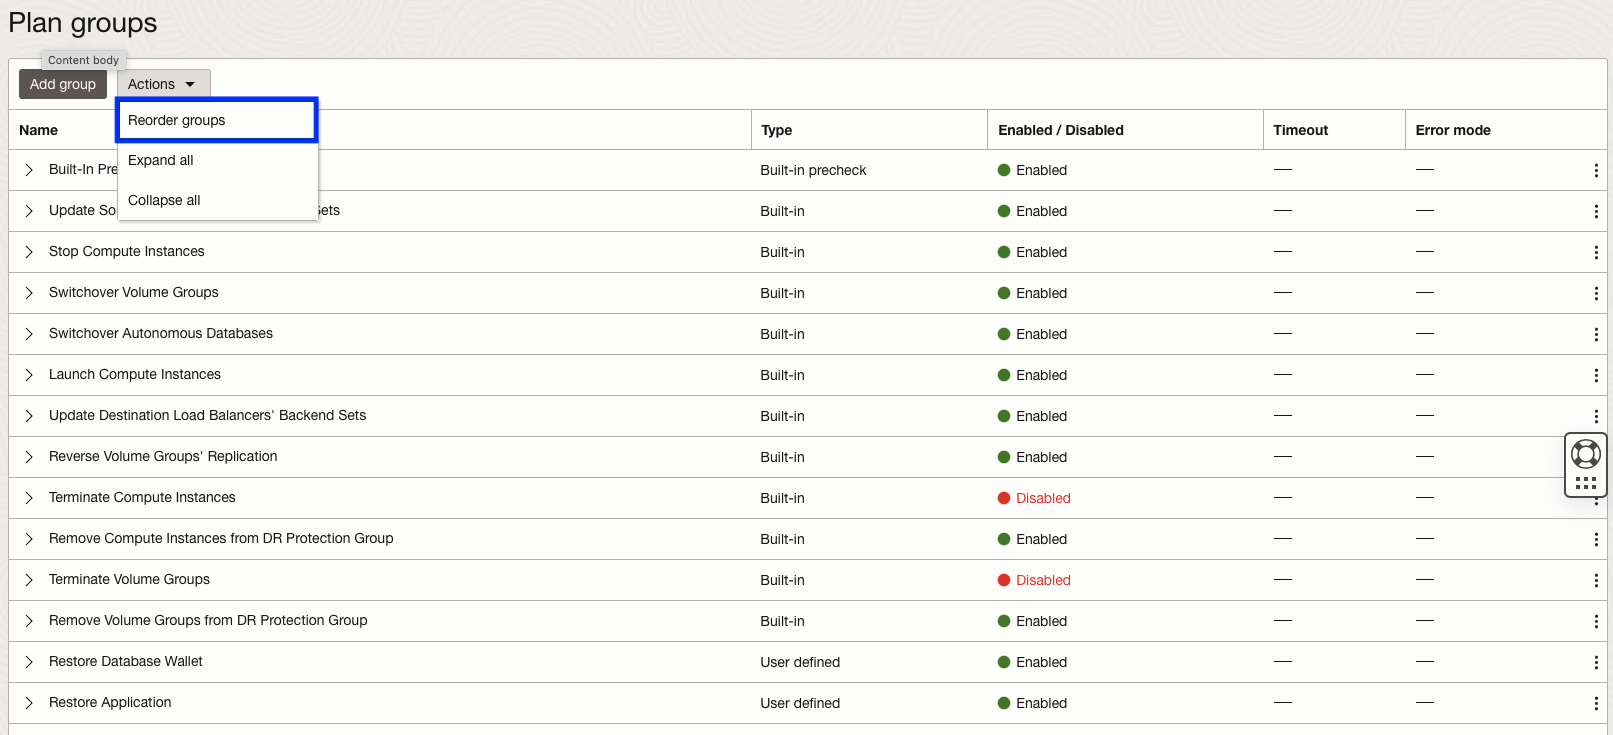 Plan groups
Content body
Add group
Actions
Reorder groups
Expand all
Collapse all
Name Type Enabled / Disabled Timeout Error mode
Built-In Pre Built-in precheck Enabled — —
Update So Sets Built-in Enabled — —
Stop Compute Instances Built-in Enabled — —
Switchover Volume Groups Built-in Enabled — —
Switchover Autonomous Databases Built-in Enabled — —
Launch Compute Instances Built-in Enabled — —
Update Destination Load Balancers' Backend Sets Built-in Enabled — —
Reverse Volume Groups' Replication Built-in Enabled — —
Terminate Compute Instances Built-in Disabled — —
Remove Compute Instances from DR Protection Group Built-in Enabled — —
Terminate Volume Groups Built-in Disabled — —
Remove Volume Groups from DR Protection Group Built-in Enabled — —
Restore Database Wallet User defined Enabled — —
Restore Application User defined Enabled — —